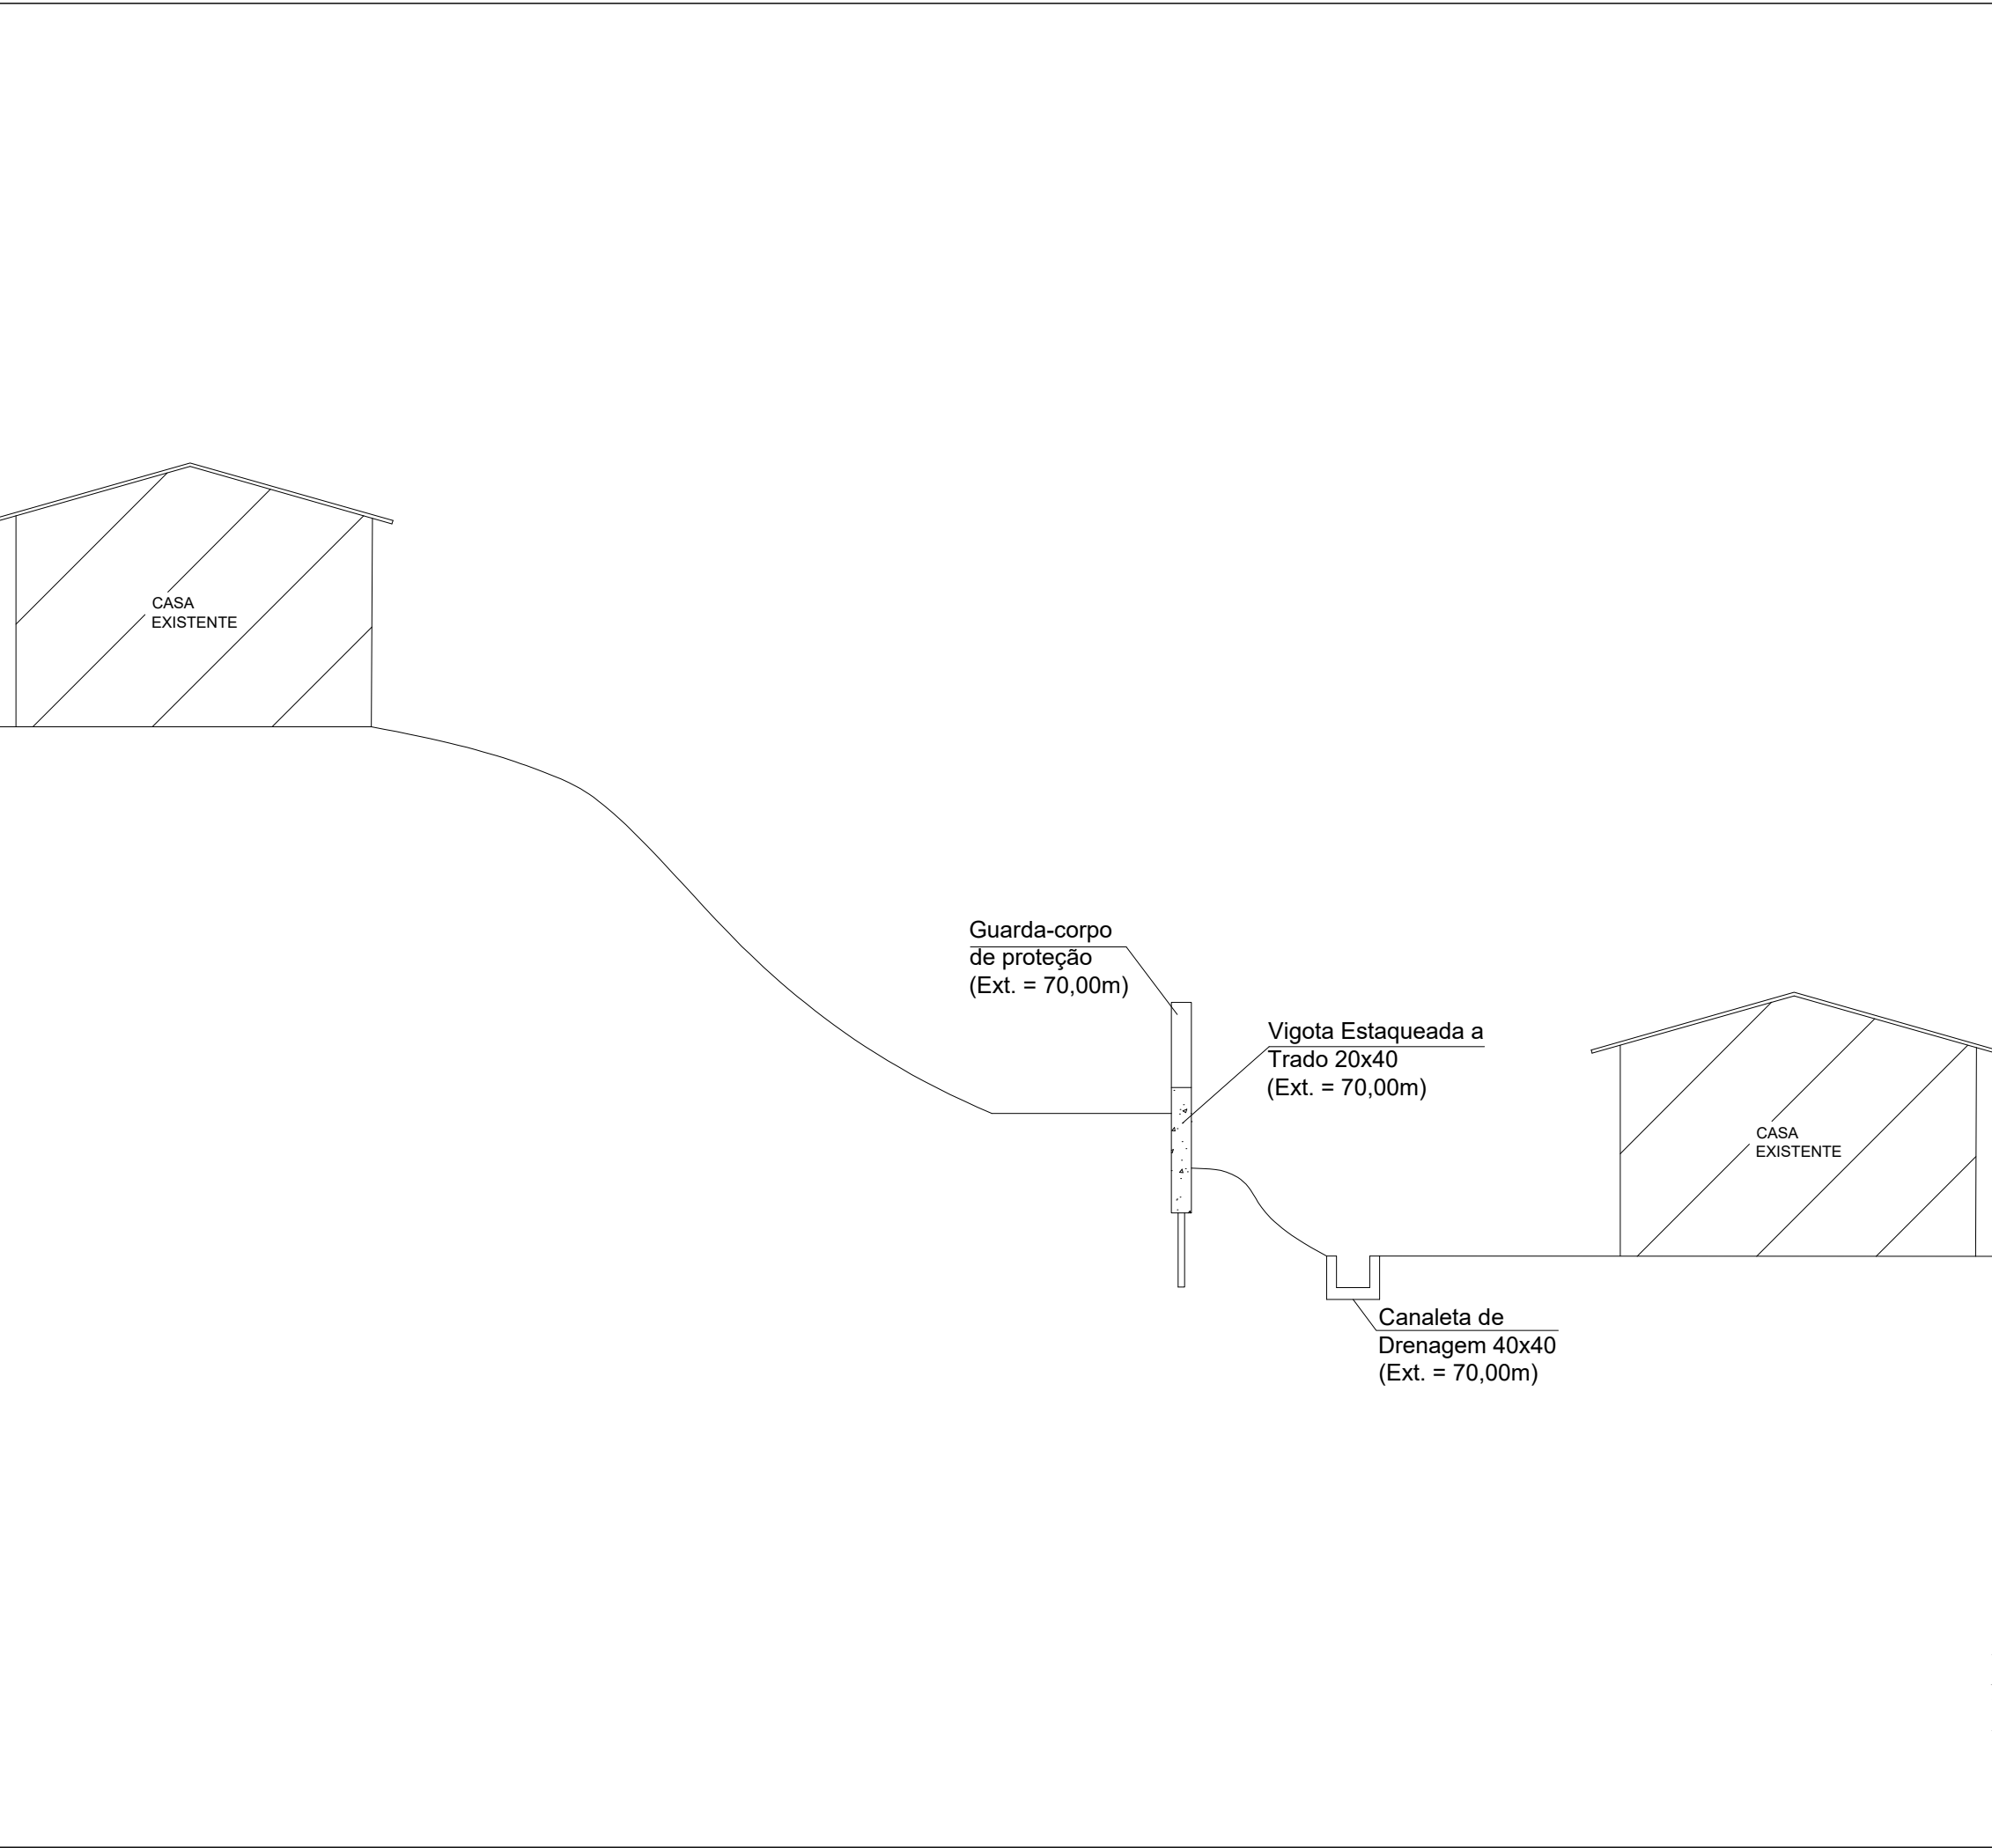 CASA
EXISTENTE
Guarda-corpo
de proteção
(Ext. = 70,00m)
Vigota Estaqueada a
Trado 20x40
(Ext. = 70,00m)
CASA
EXISTENTE
Canaleta de
Drenagem 40x40
(Ext. = 70,00m)